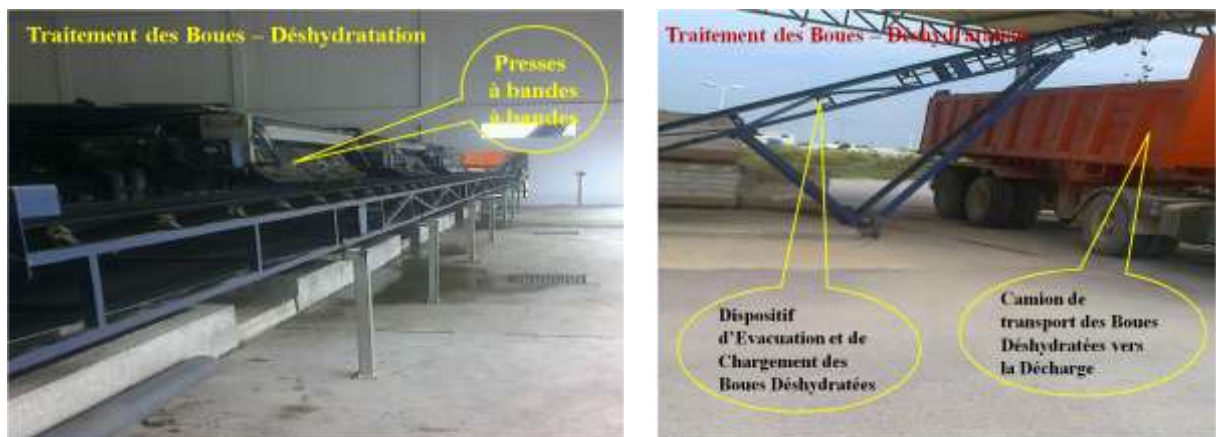 Traitement des Boues – Déshydratation
Presses
à bandes
à bandes
Traitement des Boues – Déshydratation
Dispositif
d'Evacuation et de
Chargement des
Boues Déshydratées
Camion de
transport des Boues
Déshydratées vers
la Décharge